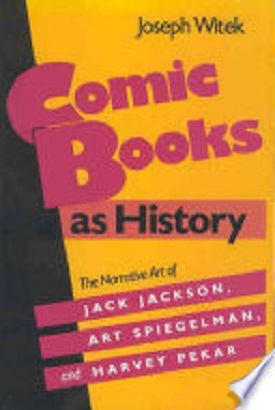 Joseph Witek
Comic
Books
as History
The Narrative Art of
JACK JACKSON,
ART SPIEGELMAN,
and HARVEY PEKAR